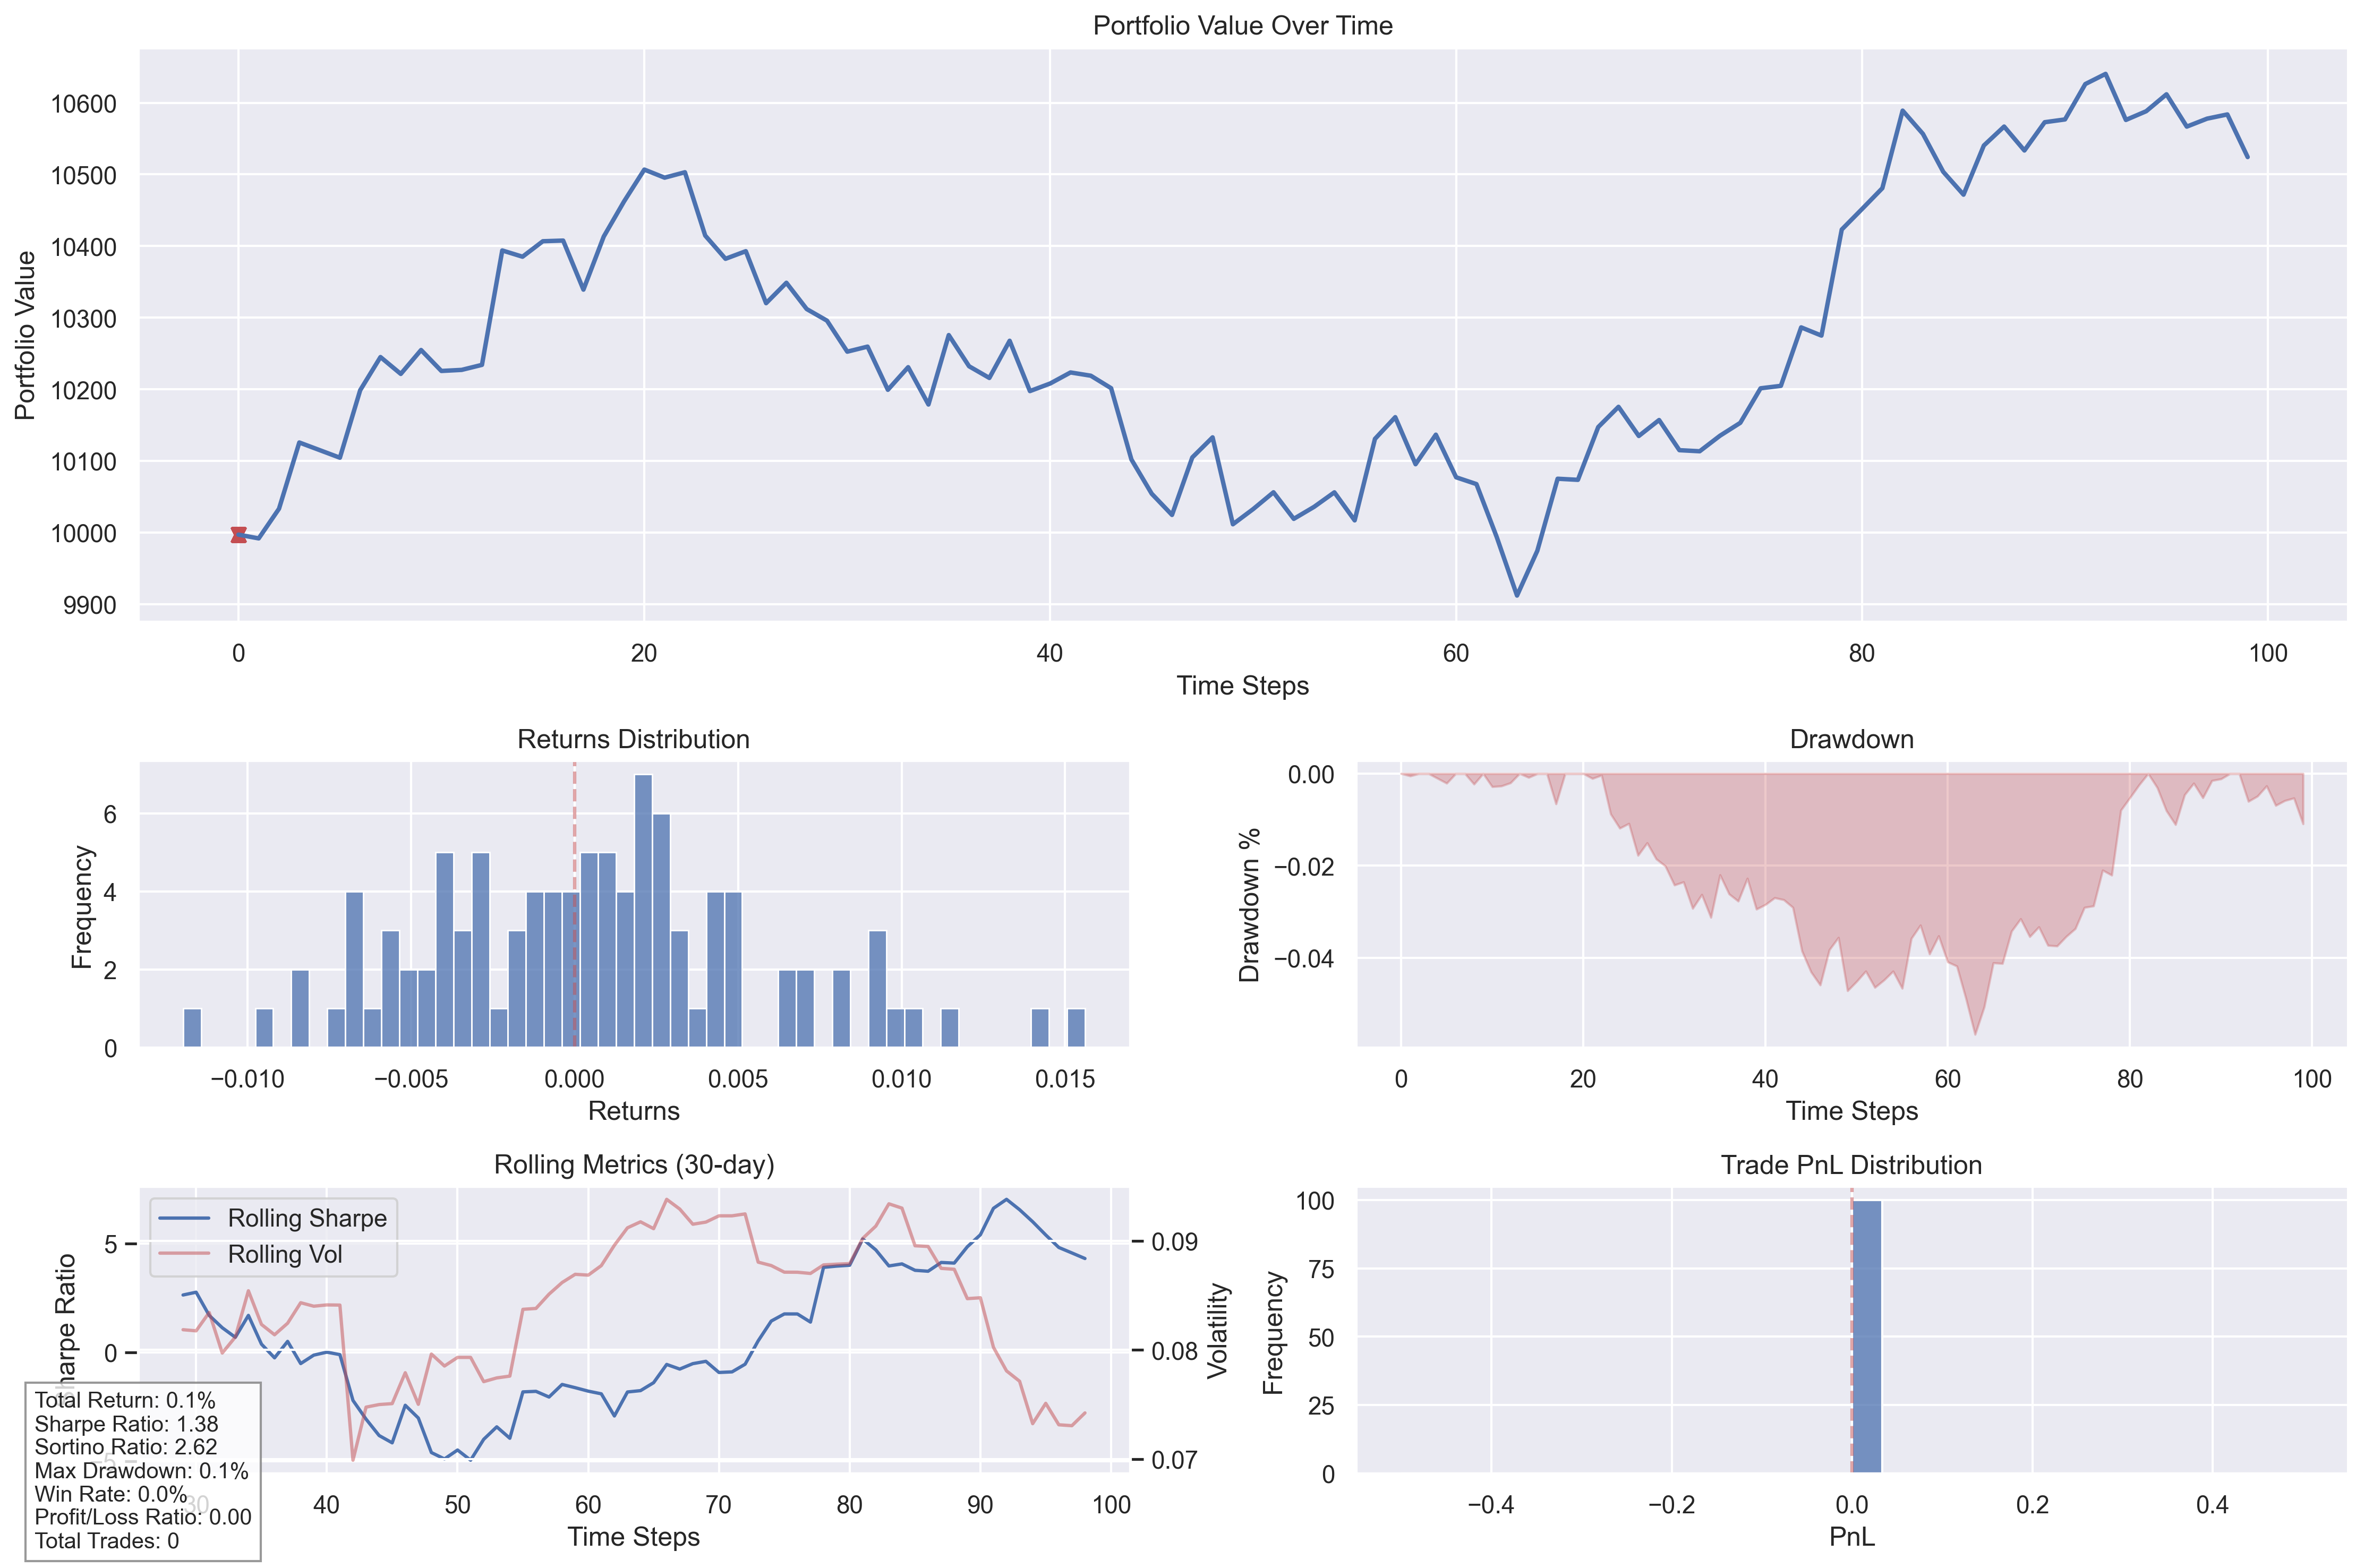 Portfolio Value Over Time
Portfolio Value
10600
10500
10400
10300
10200
10100
10000
9900
0 20 40 60 80 100
Time Steps
Returns Distribution
Frequency
6
4
2
0
−0.010 −0.005 0.000 0.005 0.010 0.015
Returns
Drawdown
Drawdown %
0.00
−0.02
−0.04
0 20 40 60 80 100
Time Steps
Rolling Metrics (30-day)
Rolling Sharpe
Rolling Vol
Sharpe Ratio
5
0
−5
Volatility
0.09
0.08
0.07
30 40 50 60 70 80 90 100
Time Steps
Trade PnL Distribution
Frequency
100
75
50
25
0
−0.4 −0.2 0.0 0.2 0.4
PnL
Total Return: 0.1%
Sharpe Ratio: 1.38
Sortino Ratio: 2.62
Max Drawdown: 0.1%
Win Rate: 0.0%
Profit/Loss Ratio: 0.00
Total Trades: 0